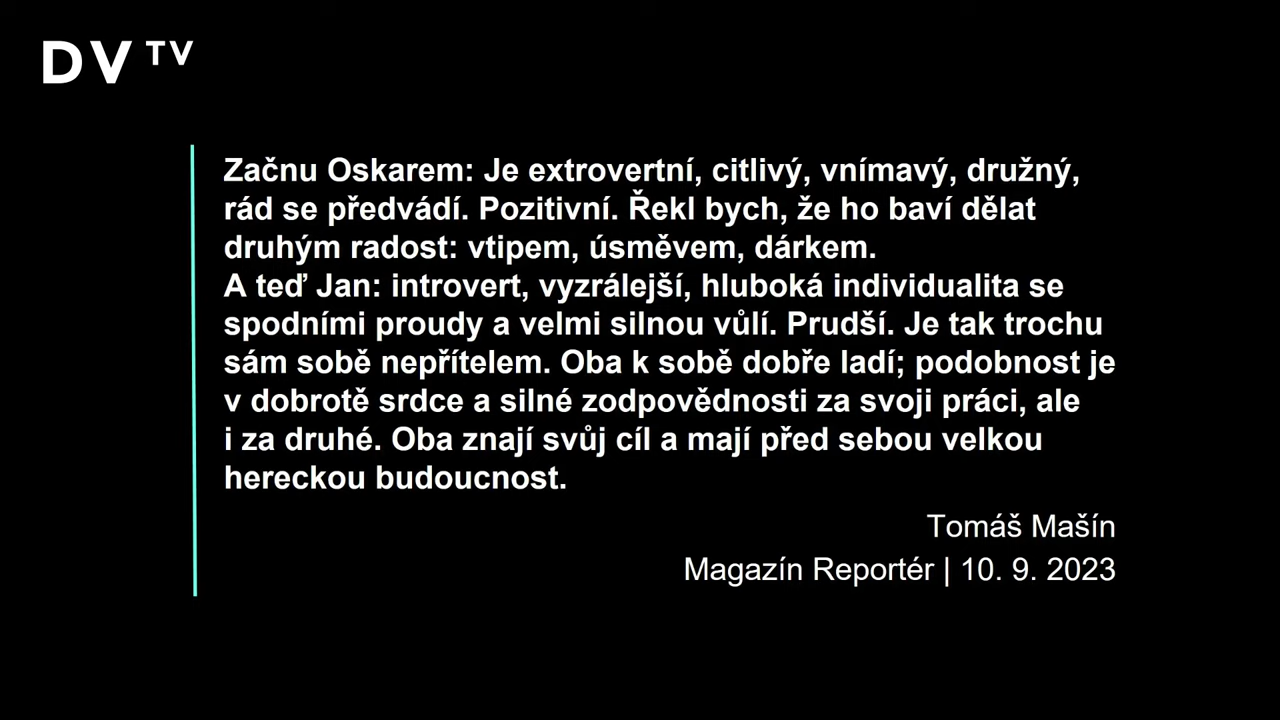 DVTV
Začnu Oskarem: Je extrovertní, citlivý, vnímavý, družný,
rád se předvádí. Pozitivní. Řekl bych, že ho baví dělat
druhým radost: vtipem, úsměvem, dárkem.
A teď Jan: introvert, vyzrálejší, hluboká individualita se
spodními proudy a velmi silnou vůlí. Prudší. Je tak trochu
sám sobě nepřítelem. Oba k sobě dobře ladí; podobnost je
v dobrotě srdce a silné zodpovědnosti za svoji práci, ale
i za druhé. Oba znají svůj cíl a mají před sebou velkou
hereckou budoucnost.
Tomáš Mašín
Magazín Reportér | 10. 9. 2023